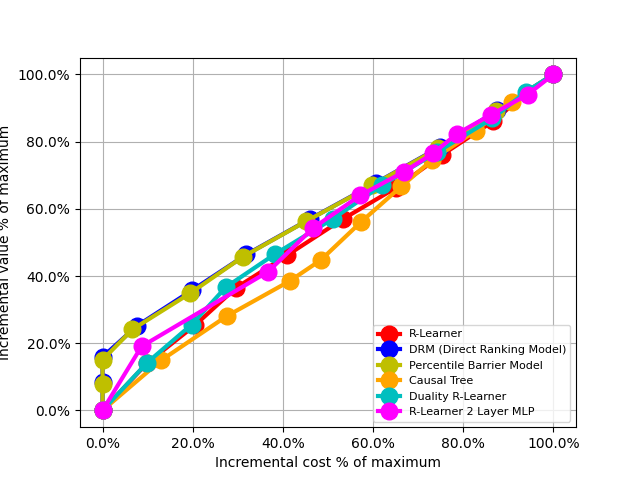 100.0%
80.0%
60.0%
40.0%
20.0%
0.0%
Incremental value % of maximum
R-Learner
DRM (Direct Ranking Model)
Percentile Barrier Model
Causal Tree
Duality R-Learner
R-Learner 2 Layer MLP
0.0% 20.0% 40.0% 60.0% 80.0% 100.0%
Incremental cost % of maximum